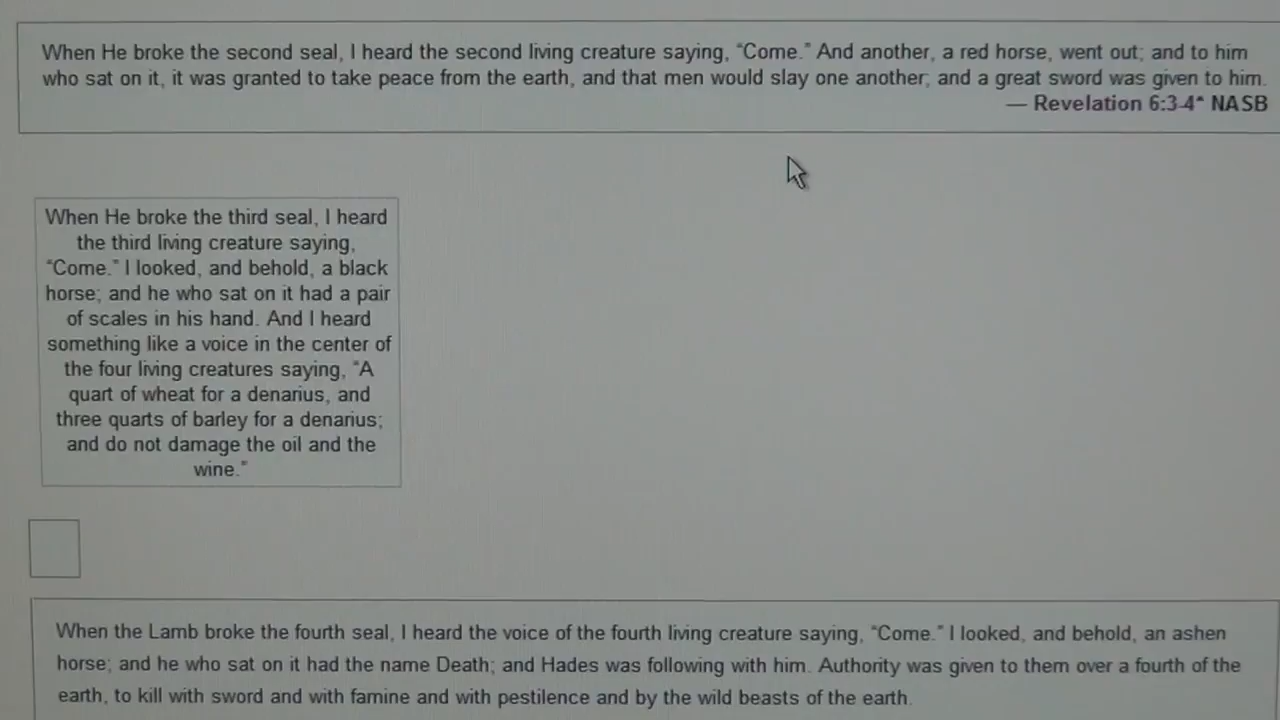 When He broke the second seal, I heard the second living creature saying, “Come.” And another, a red horse, went out; and to him
who sat on it, it was granted to take peace from the earth, and that men would slay one another; and a great sword was given to him.
— Revelation 6:3-4˄ NASB
When He broke the third seal, I heard
the third living creature saying,
“Come.” I looked, and behold, a black
horse; and he who sat on it had a pair
of scales in his hand. And I heard
something like a voice in the center of
the four living creatures saying, “A
quart of wheat for a denarius, and
three quarts of barley for a denarius;
and do not damage the oil and the
wine.”
When the Lamb broke the fourth seal, I heard the voice of the fourth living creature saying, “Come.” I looked, and behold, an ashen
horse; and he who sat on it had the name Death; and Hades was following with him. Authority was given to them over a fourth of the
earth, to kill with sword and with famine and with pestilence and by the wild beasts of the earth.